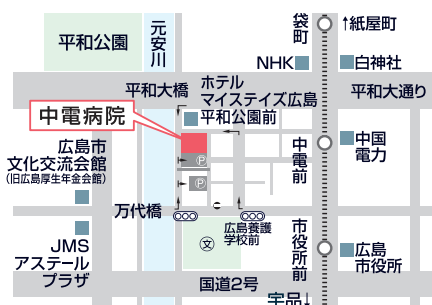 袋町
↑紙屋町
平和公園
元安川
NHK
白神社
平和大橋
ホテル
マイステイズ広島
平和公園前
平和大通り
中電病院
広島市
文化交流会館
(旧広島厚生年金会館)
P
中電前
中国
電力
P
万代橋
広島養護
学校前
文
市役所前
広島
市役所
JMS
アステール
プラザ
国道2号
宇品↓